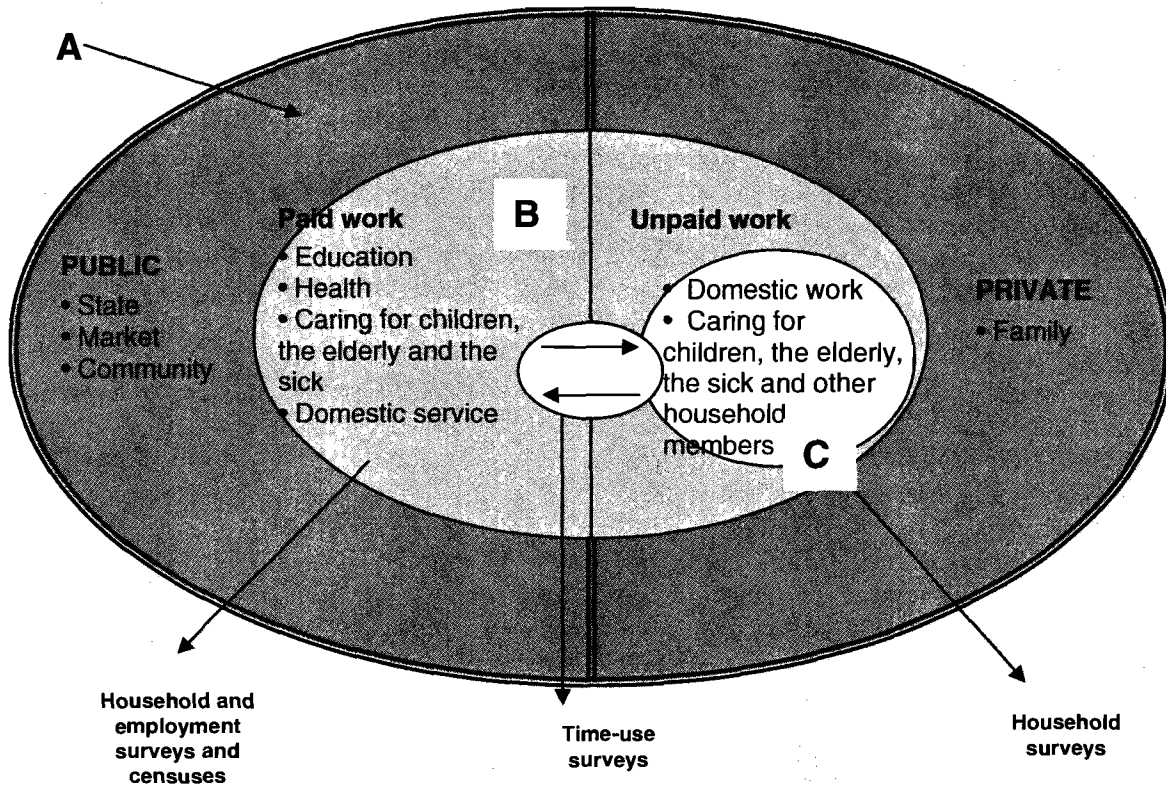 A
PUBLIC
• State
• Market
• Community
Paid work
• Education
• Health
• Caring for children,
the elderly and the
sick
• Domestic service
B
Unpaid work
• Domestic work
• Caring for
children, the elderly,
the sick and other
household
members
C
PRIVATE
• Family
Household and
employment
surveys and
censuses
Time-use
surveys
Household
surveys